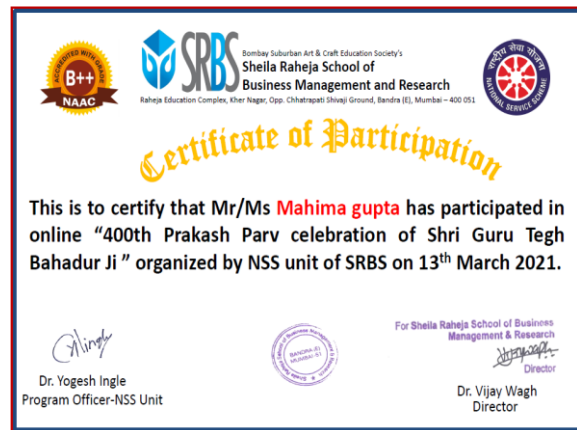 ACCREDITED WITH GRADE
B++
NAAC
SRBS
Bombay Suburban Art & Craft Education Society's
Sheila Raheja School of
Business Management and Research
Raheja Education Complex, Kher Nagar, Opp. Chhatrapati Shivaji Ground, Bandra (E), Mumbai – 400 051
राष्ट्रीय सेवा योजना
NATIONAL SERVICE SCHEME
Certificate of Participation
This is to certify that Mr/Ms Mahima gupta has participated in
online “400th Prakash Parv celebration of Shri Guru Tegh
Bahadur Ji ” organized by NSS unit of SRBS on 13th March 2021.
For Sheila Raheja School of Business
Management & Research
Director
BANDRA (E)
MUMBAI-51
Dr. Yogesh Ingle
Program Officer-NSS Unit
Dr. Vijay Wagh
Director